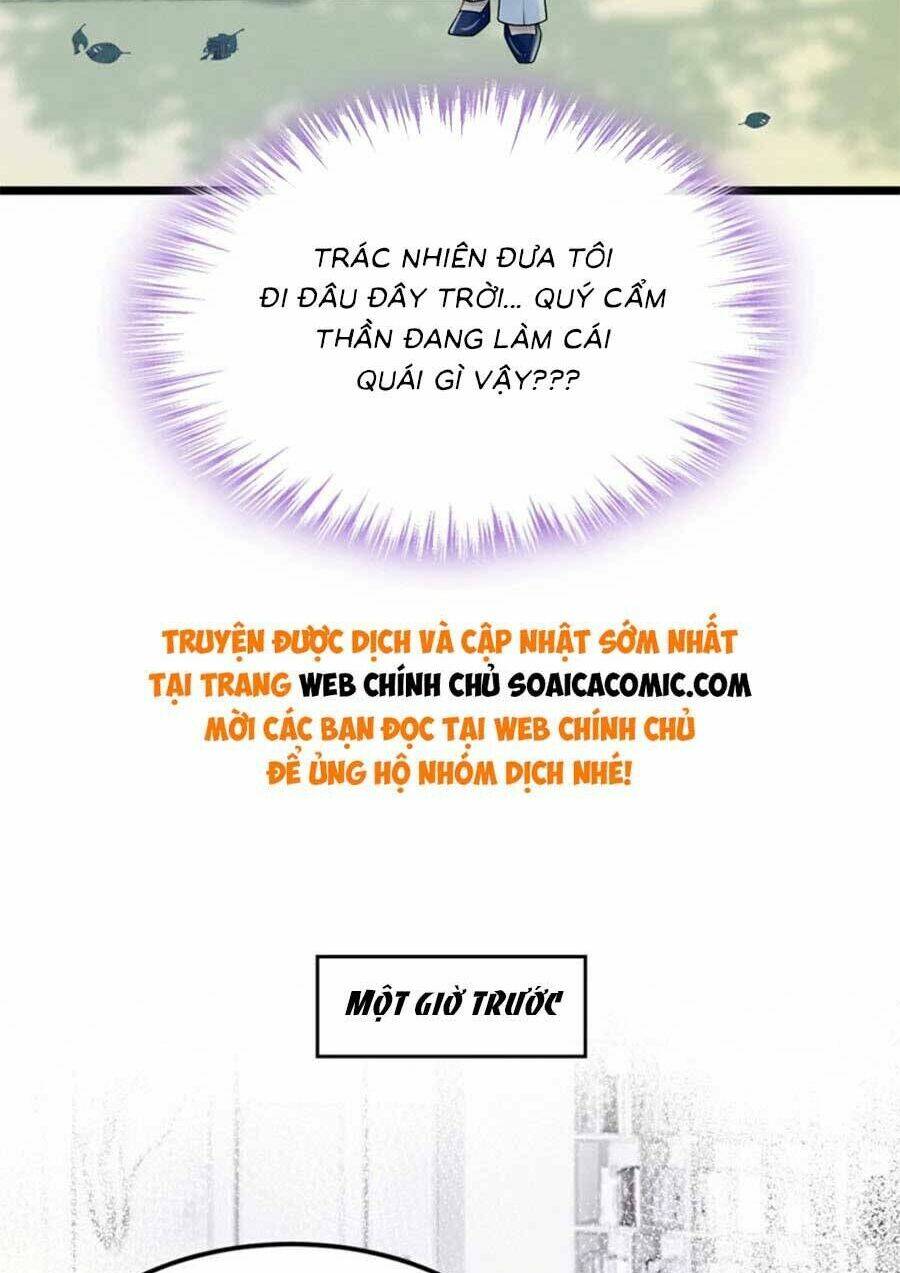 TRÁC NHIÊN ĐƯA TÔI
ĐI ĐÂU ĐÂY TRỜI... QUÝ CẨM
THẦN ĐANG LÀM CÁI
QUÁI GÌ VẬY???
TRUYỆN ĐƯỢC DỊCH VÀ CẬP NHẬT SỚM NHẤT
TẠI TRANG WEB CHÍNH CHỦ SOAICACOMIC.COM
MỜI CÁC BẠN ĐỌC TẠI WEB CHÍNH CHỦ
ĐỂ ỦNG HỘ NHÓM DỊCH NHÉ!
MỘT GIỜ TRƯỚC